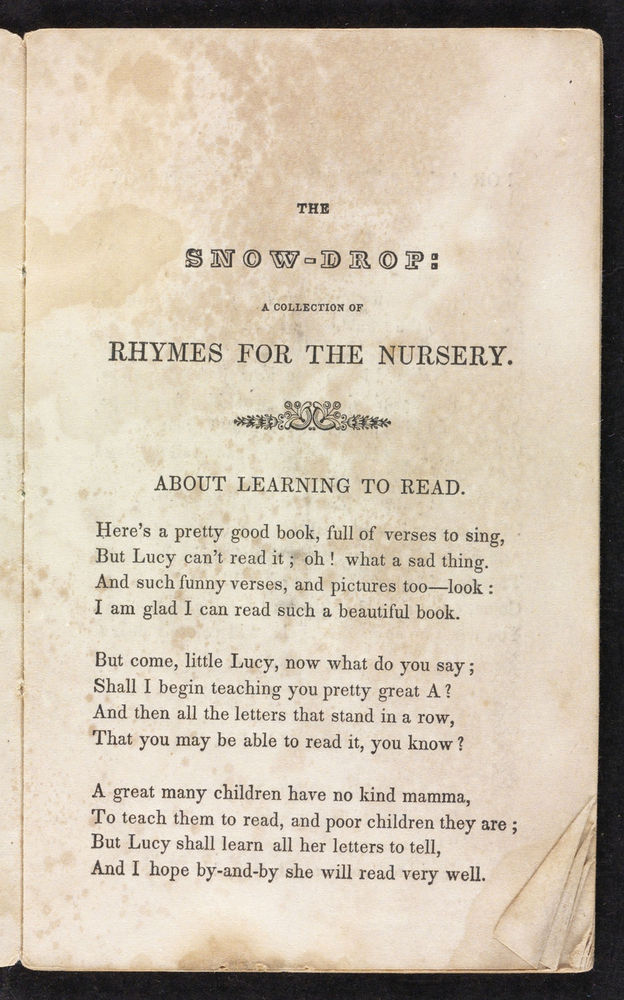 THE
SNOW-DROP:
A COLLECTION OF
RHYMES FOR THE NURSERY.
ABOUT LEARNING TO READ.
Here's a pretty good book, full of verses to sing,
But Lucy can't read it; oh! what a sad thing.
And such funny verses, and pictures too—look:
I am glad I can read such a beautiful book.
But come, little Lucy, now what do you say;
Shall I begin teaching you pretty great A?
And then all the letters that stand in a row,
That you may be able to read it, you know?
A great many children have no kind mamma,
To teach them to read, and poor children they are;
But Lucy shall learn all her letters to tell,
And I hope by-and-by she will read very well.